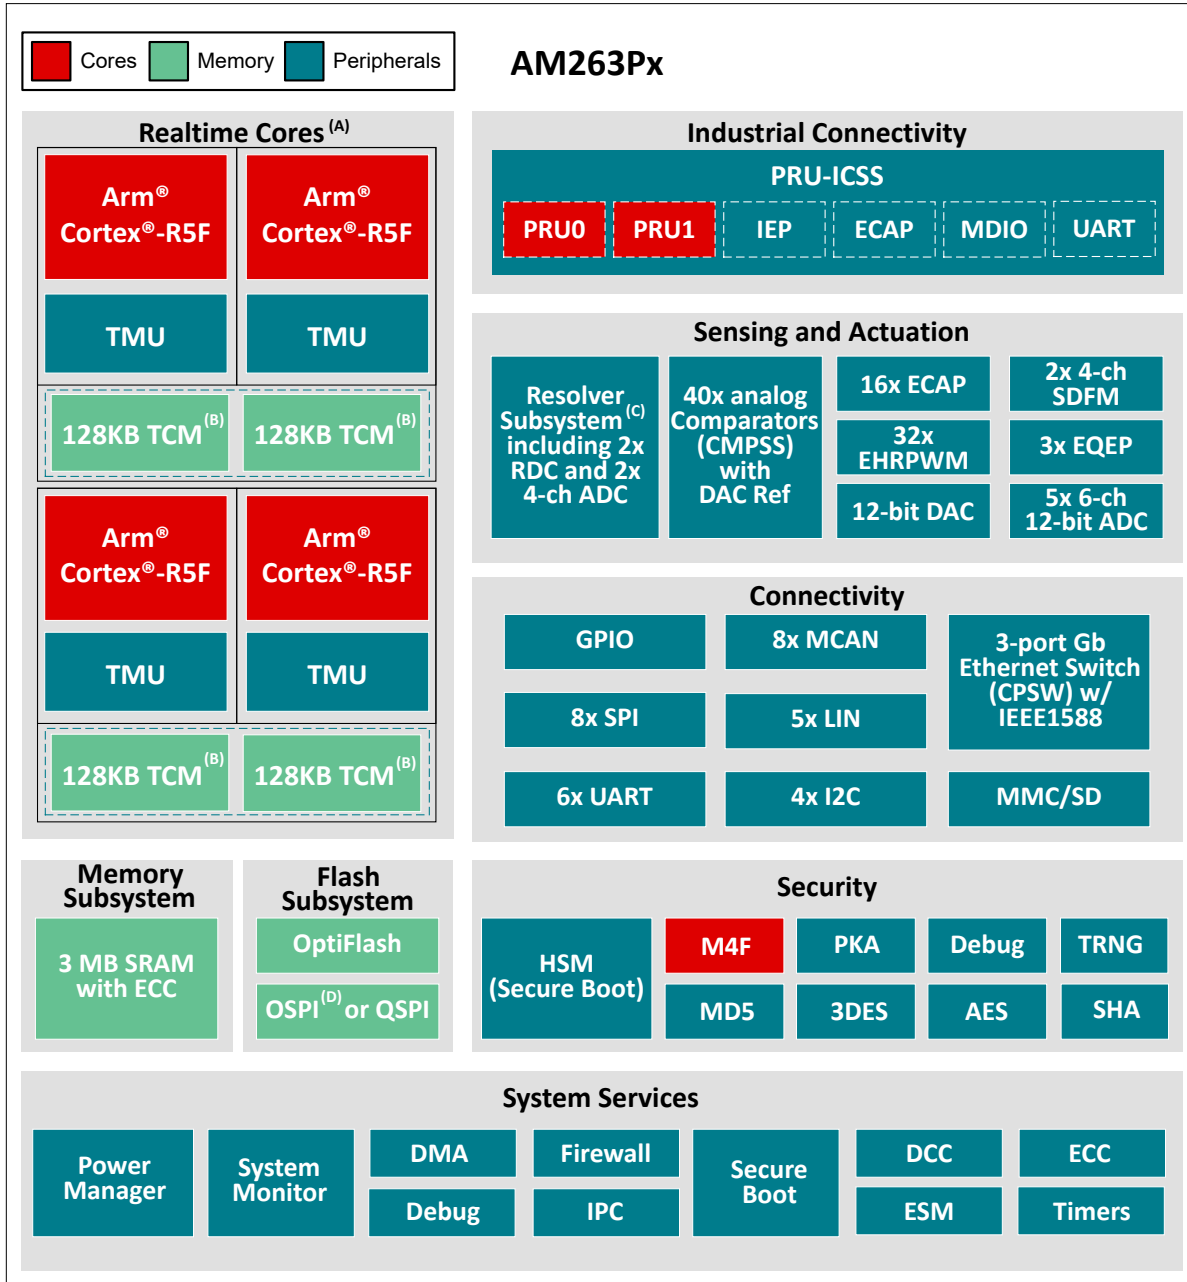 Cores
Memory
Peripherals
AM263Px
Realtime Cores (A)
Arm®
Cortex®-R5F
Arm®
Cortex®-R5F
TMU
TMU
128KB TCM(B)
128KB TCM(B)
Arm®
Cortex®-R5F
Arm®
Cortex®-R5F
TMU
TMU
128KB TCM(B)
128KB TCM(B)
Industrial Connectivity
PRU-ICSS
PRU0
PRU1
IEP
ECAP
MDIO
UART
Sensing and Actuation
Resolver
Subsystem (C)
including 2x
RDC and 2x
4-ch ADC
40x analog
Comparators
(CMPSS)
with
DAC Ref
16x ECAP
32x
EHRPWM
12-bit DAC
2x 4-ch
SDFM
3x EQEP
5x 6-ch
12-bit ADC
Connectivity
GPIO
8x MCAN
3-port Gb
Ethernet Switch
(CPSW) w/
IEEE1588
8x SPI
5x LIN
6x UART
4x I2C
MMC/SD
Memory
Subsystem
3 MB SRAM
with ECC
Flash
Subsystem
OptiFlash
OSPI(D) or QSPI
Security
HSM
(Secure Boot)
M4F
PKA
Debug
TRNG
MD5
3DES
AES
SHA
System Services
Power
Manager
System
Monitor
DMA
Debug
Firewall
IPC
Secure
Boot
DCC
ESM
ECC
Timers